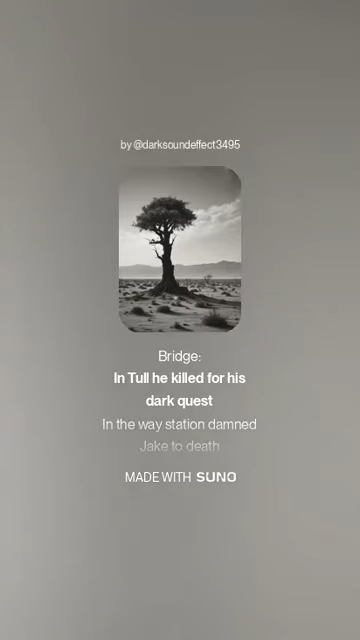 by @darksoundeffect3495
Bridge:
In Tull he killed for his
dark quest
In the way station damned
Jake to death
MADE WITH SUNO